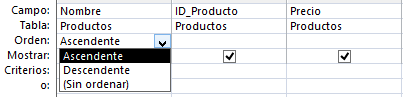 Campo: Nombre ID_Producto Precio
Tabla: Productos Productos Productos
Orden: Ascendente
Mostrar: Ascendente
Criterios: Descendente
o: (Sin ordenar)